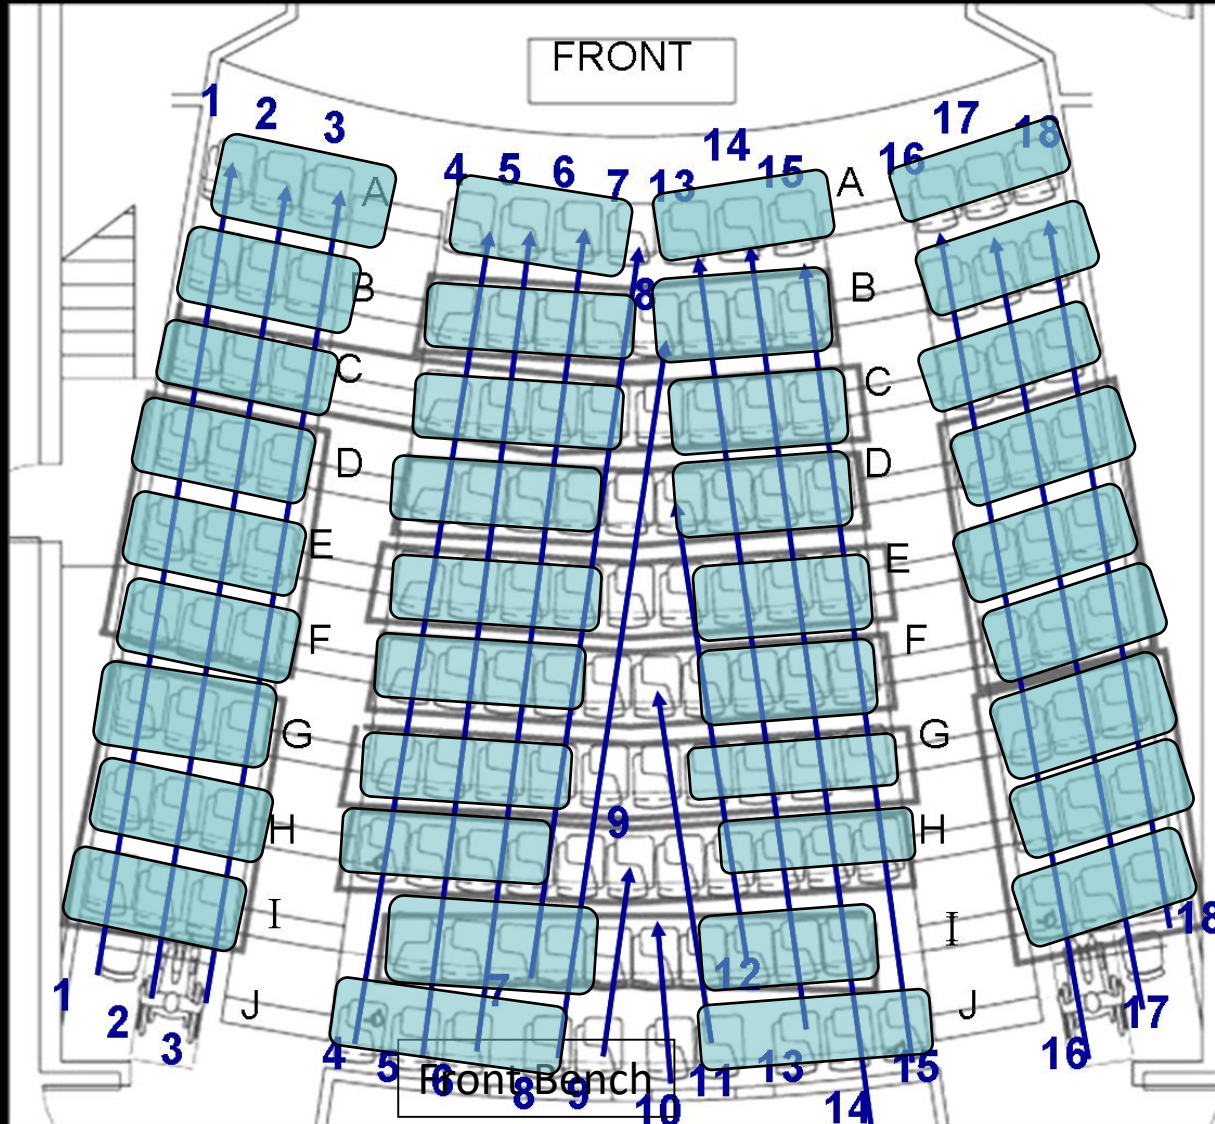 FRONT
1 2 3 4 5 6 7 13 14 15 16 17 18
A A
8
B B
C C
D D
E E
F F
G G
9
H H
I I
18
7 12
J J
1 2 3 4 5 6 8 9 10 11 13 14 15 16 17
Front Bench